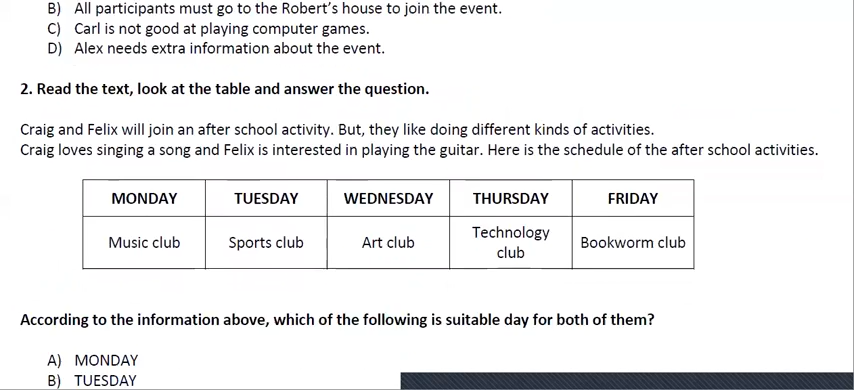 B) All participants must go to the Robert's house to join the event.
C) Carl is not good at playing computer games.
D) Alex needs extra information about the event.
2. Read the text, look at the table and answer the question.
Craig and Felix will join an after school activity. But, they like doing different kinds of activities.
Craig loves singing a song and Felix is interested in playing the guitar. Here is the schedule of the after school activities.
MONDAY TUESDAY WEDNESDAY THURSDAY FRIDAY
Music club Sports club Art club Technology club Bookworm club
According to the information above, which of the following is suitable day for both of them?
A) MONDAY
B) TUESDAY